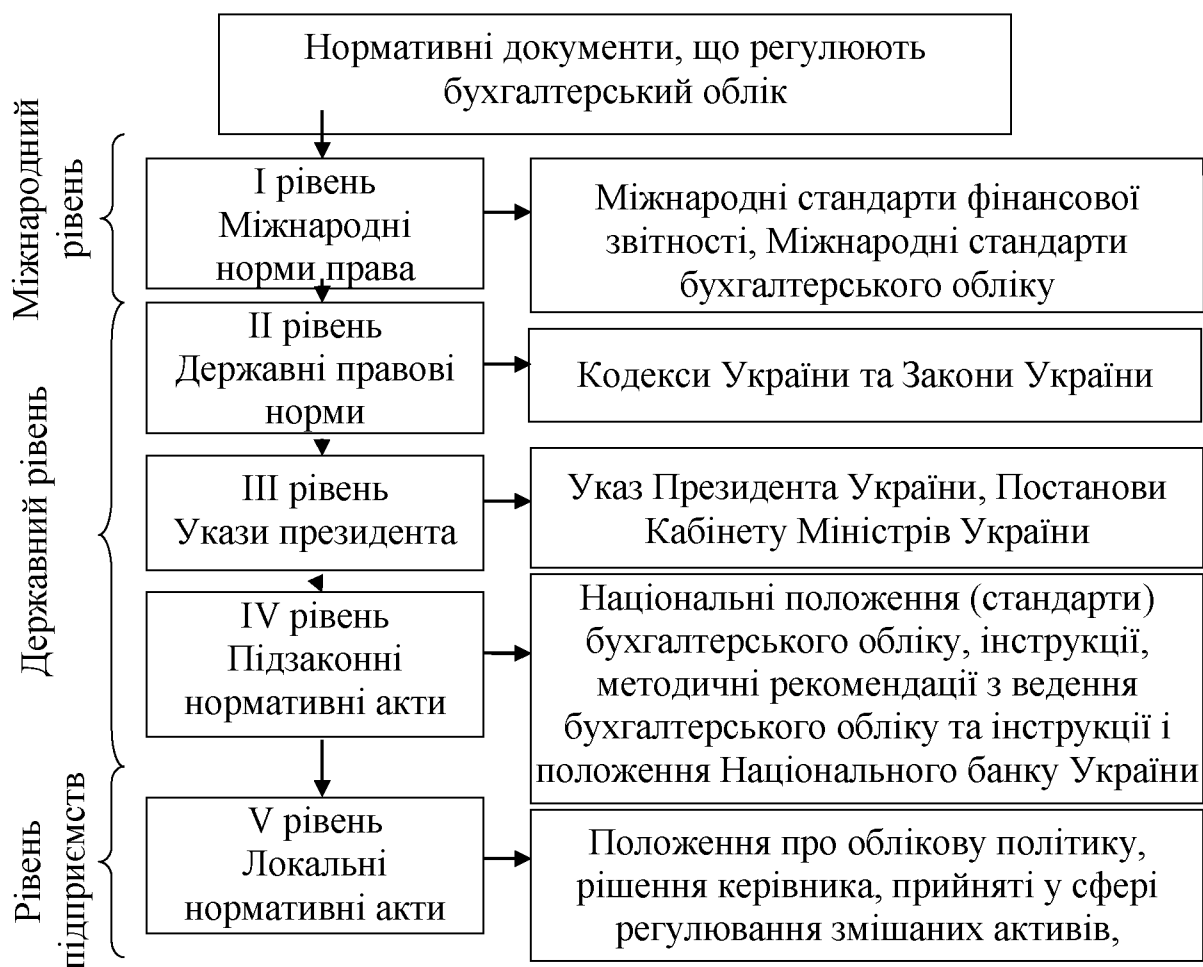 Нормативні документи, що регулюють
бухгалтерський облік
Міжнародний
рівень
I рівень
Міжнародні
норми права
Міжнародні стандарти фінансової
звітності, Міжнародні стандарти
бухгалтерського обліку
Державний рівень
II рівень
Державні правові
норми
Кодекси України та Закони України
III рівень
Укази президента
Указ Президента України, Постанови
Кабінету Міністрів України
IV рівень
Підзаконні
нормативні акти
Національні положення (стандарти)
бухгалтерського обліку, інструкції,
методичні рекомендації з ведення
бухгалтерського обліку та інструкції і
положення Національного банку України
Рівень
підприємств
V рівень
Локальні
нормативні акти
Положення про облікову політику,
рішення керівника, прийняті у сфері
регулювання змішаних активів,